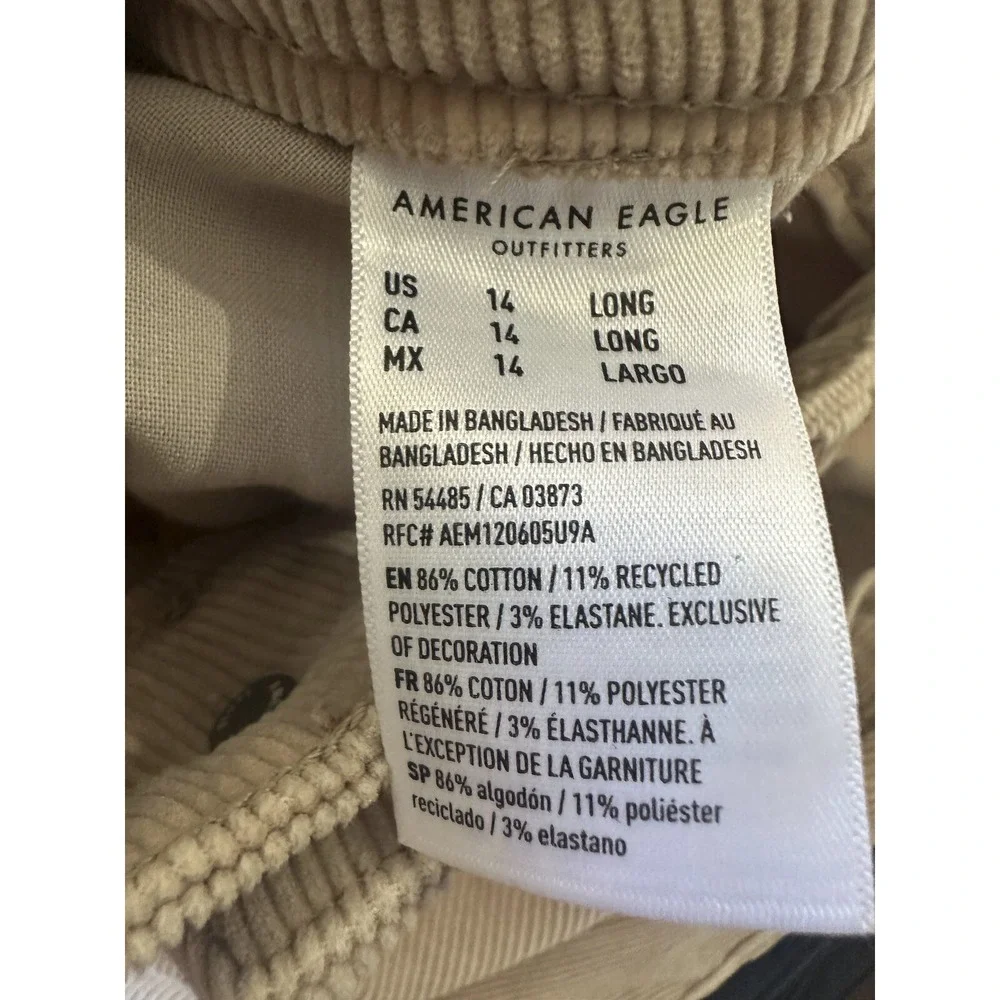 AMERICAN EAGLE
OUTFITTERS
US 14 LONG
CA 14 LONG
MX 14 LARGO
MADE IN BANGLADESH / FABRIQUÉ AU
BANGLADESH / HECHO EN BANGLADESH
RN 54485 / CA 03873
RFC# AEM120605U9A
EN 86% COTTON / 11% RECYCLED
POLYESTER / 3% ELASTANE. EXCLUSIVE
OF DECORATION
FR 86% COTON / 11% POLYESTER
RÉGÉNÉRÉ / 3% ÉLASTHANNE. À
L'EXCEPTION DE LA GARNITURE
SP 86% algodón / 11% poliéster
reciclado / 3% elastano